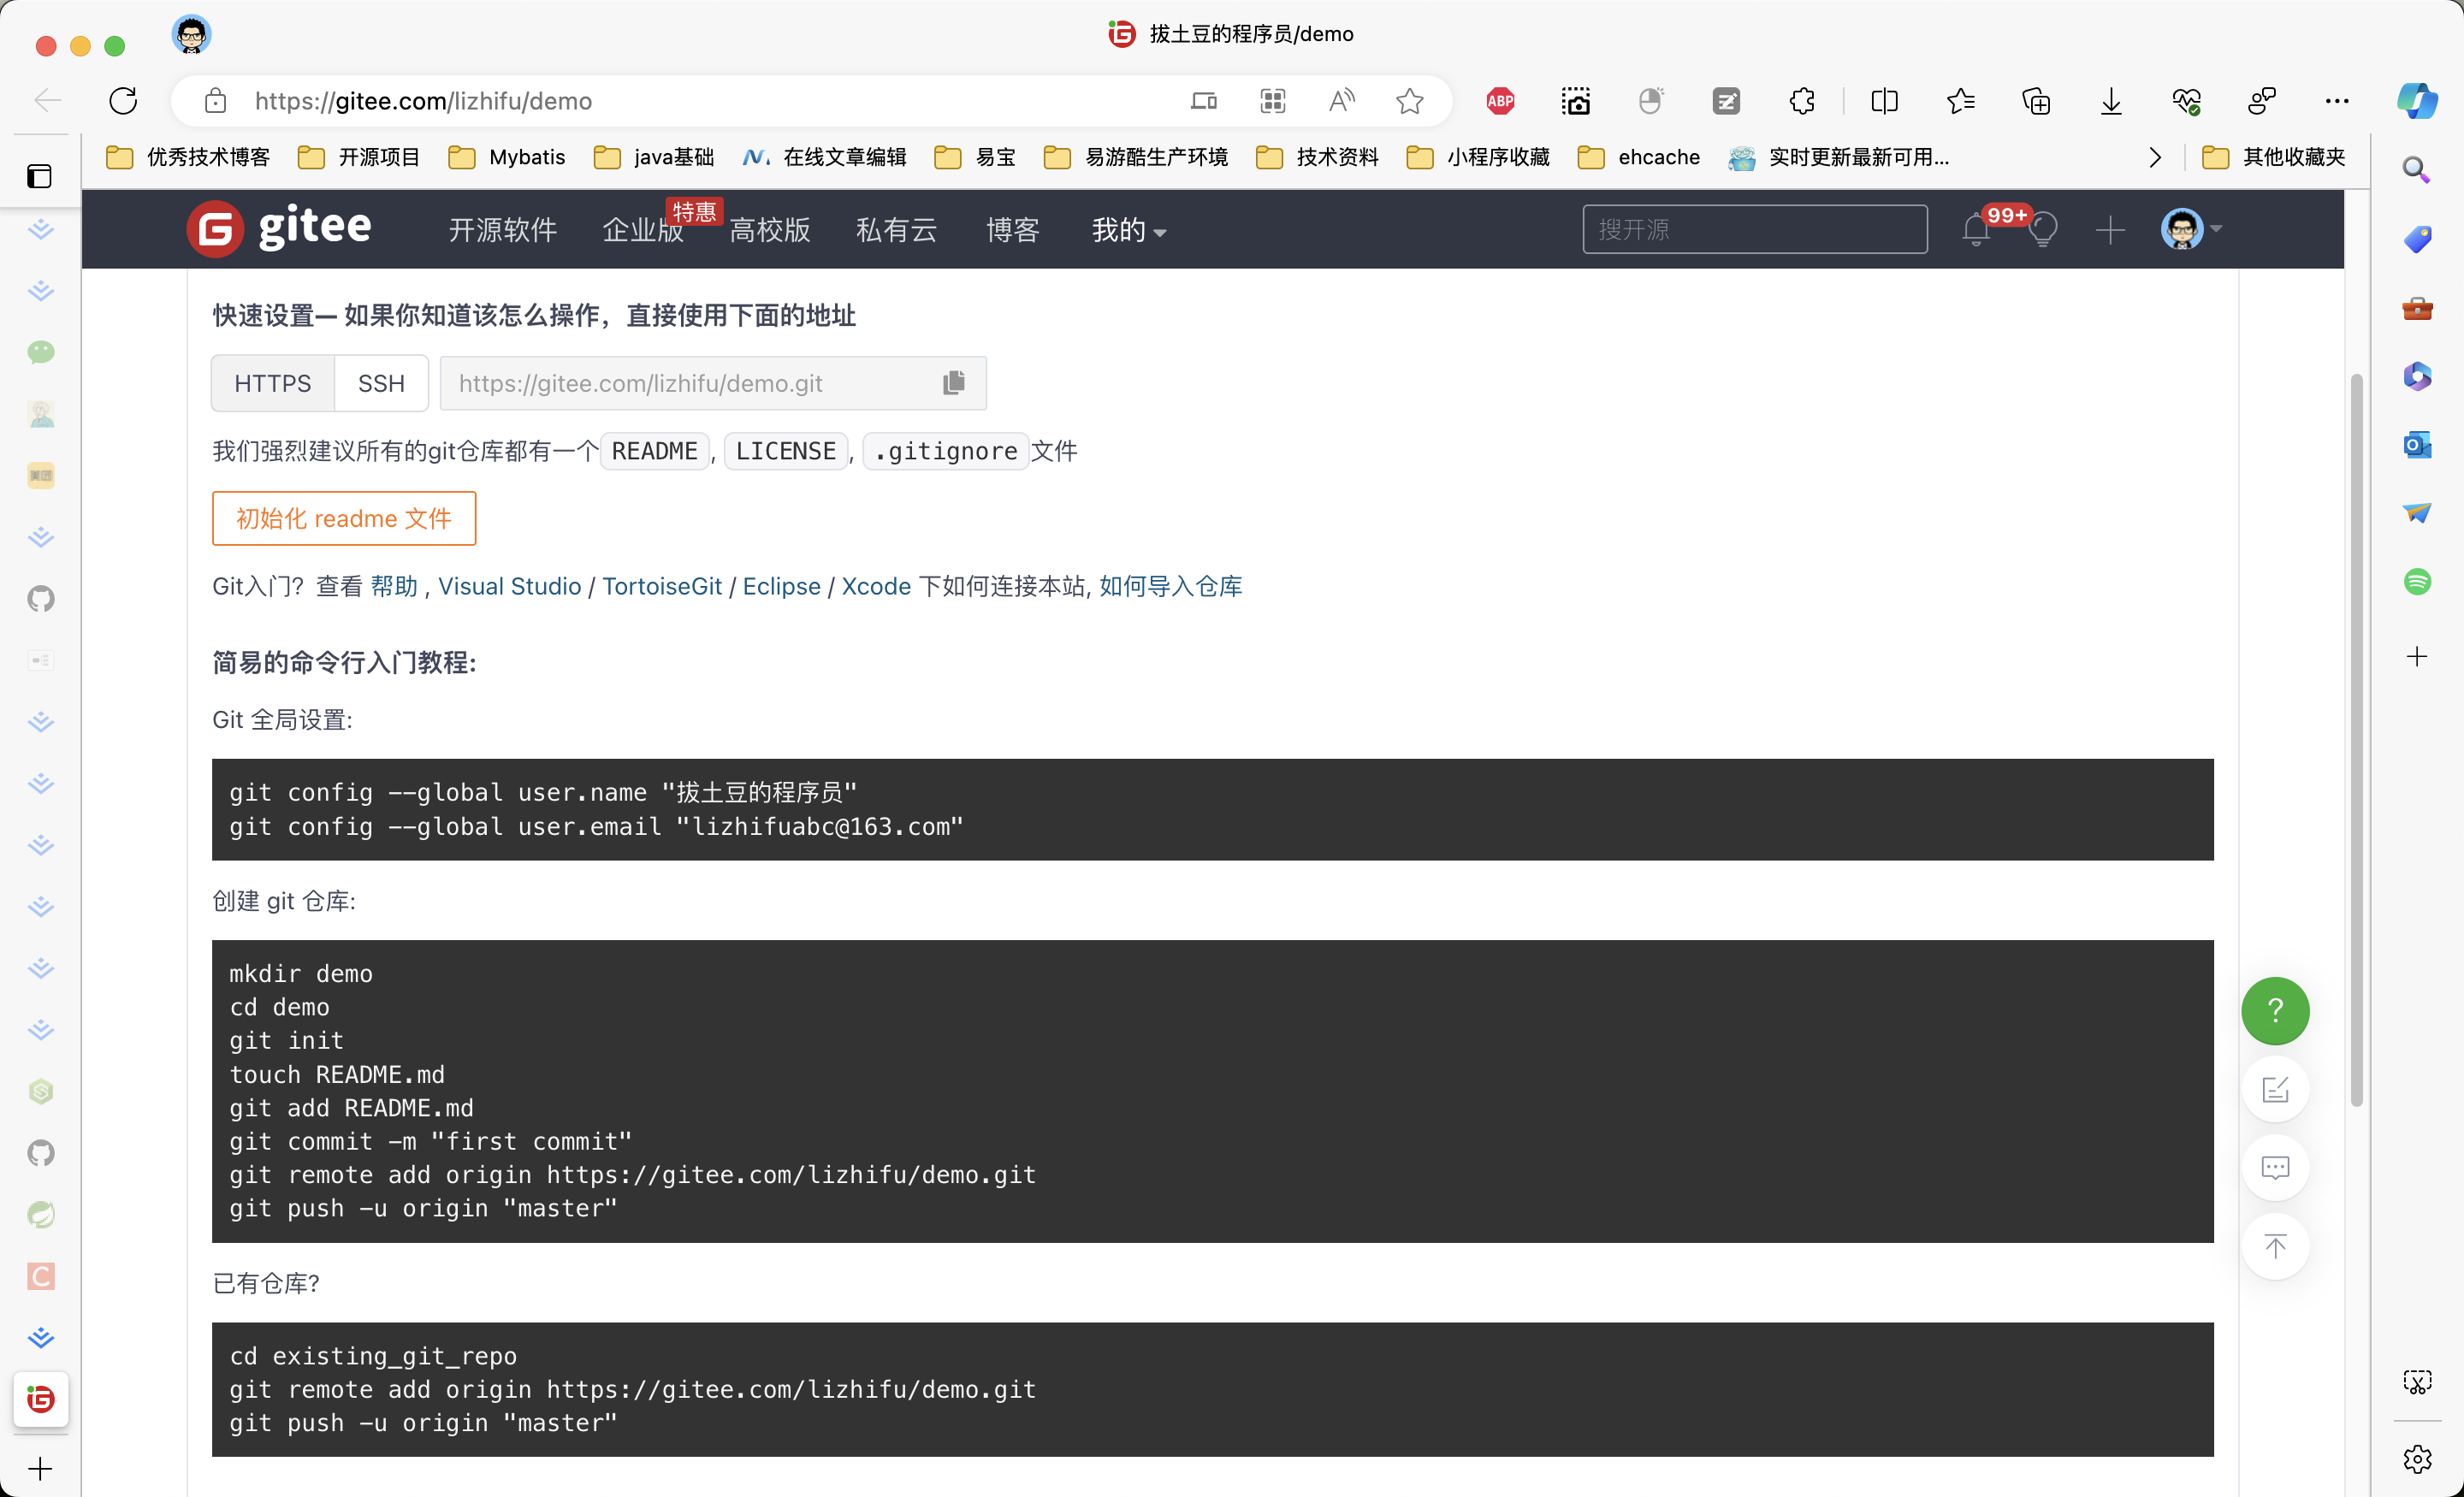 拔土豆的程序员/demo
https://gitee.com/lizhifu/demo
ABP
优秀技术博客 开源项目 Mybatis java基础 在线文章编辑 易宝 易游酷生产环境 技术资料 小程序收藏 ehcache 实时更新最新可用... 其他收藏夹
gitee 开源软件 企业版 特惠 高校版 私有云 博客 我的 搜开源 99+
快速设置— 如果你知道该怎么操作，直接使用下面的地址
HTTPS SSH https://gitee.com/lizhifu/demo.git
我们强烈建议所有的git仓库都有一个 README, LICENSE, .gitignore 文件
初始化 readme 文件
Git入门？查看 帮助 , Visual Studio / TortoiseGit / Eclipse / Xcode 下如何连接本站, 如何导入仓库
简易的命令行入门教程:
Git 全局设置:
git config --global user.name "拔土豆的程序员"
git config --global user.email "lizhifuabc@163.com"
创建 git 仓库:
mkdir demo
cd demo
git init
touch README.md
git add README.md
git commit -m "first commit"
git remote add origin https://gitee.com/lizhifu/demo.git
git push -u origin "master"
已有仓库?
cd existing_git_repo
git remote add origin https://gitee.com/lizhifu/demo.git
git push -u origin "master"